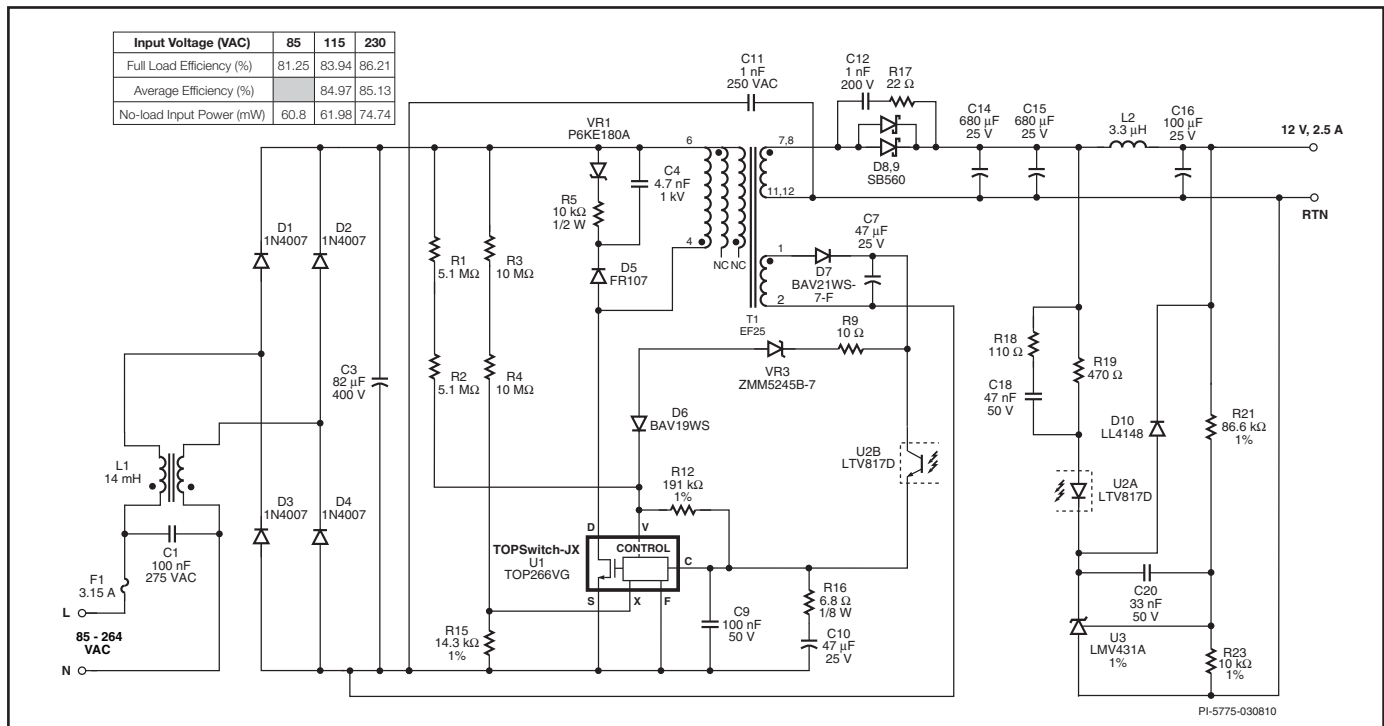 Input Voltage (VAC) 85 115 230
Full Load Efficiency (%) 81.25 83.94 86.21
Average Efficiency (%) 84.97 85.13
No-load Input Power (mW) 60.8 61.98 74.74
C11
1 nF
250 VAC
C12
1 nF
200 V
R17
22 Ω
C14
680 µF
25 V
C15
680 µF
25 V
L2
3.3 µH
C16
100 µF
25 V
12 V, 2.5 A
RTN
VR1
P6KE180A
C4
4.7 nF
1 kV
R5
10 kΩ
1/2 W
D5
FR107
6
4
NC NC
7,8
11,12
1
2
T1
EF25
D8,9
SB560
C7
47 µF
25 V
D7
BAV21WS-
7-F
D1
1N4007
D2
1N4007
R1
5.1 MΩ
R3
10 MΩ
R2
5.1 MΩ
R4
10 MΩ
C3
82 µF
400 V
R9
10 Ω
VR3
ZMM5245B-7
D6
BAV19WS
R18
110 Ω
R19
470 Ω
C18
47 nF
50 V
D10
LL4148
R21
86.6 kΩ
1%
U2B
LTV817D
U2A
LTV817D
L1
14 mH
D3
1N4007
D4
1N4007
C1
100 nF
275 VAC
F1
3.15 A
L
85 - 264
VAC
N
R12
191 kΩ
1%
D
V
CONTROL
C
TOPSwitch-JX
U1
TOP266VG
S
X
F
R15
14.3 kΩ
1%
C9
100 nF
50 V
R16
6.8 Ω
1/8 W
C10
47 µF
25 V
C20
33 nF
50 V
U3
LMV431A
1%
R23
10 kΩ
1%
PI-5775-030810